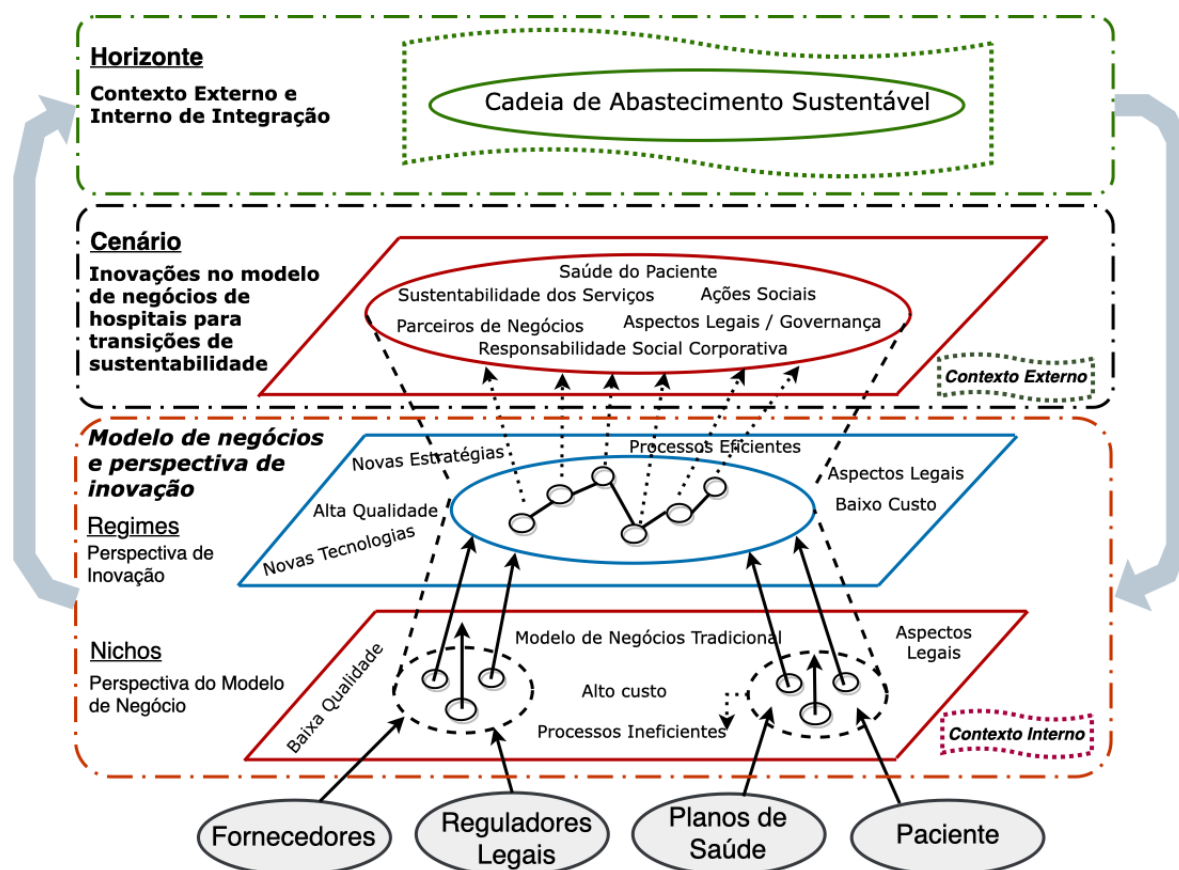 Horizonte
Contexto Externo e
Interno de Integração
Cadeia de Abastecimento Sustentável
Cenário
Inovações no modelo
de negócios de
hospitais para
transições de
sustentabilidade
Saúde do Paciente
Sustentabilidade dos Serviços
Ações Sociais
Parceiros de Negócios
Aspectos Legais / Governança
Responsabilidade Social Corporativa
Contexto Externo
Modelo de negócios
e perspectiva de
inovação
Regimes
Perspectiva de
Inovação
Novas Estratégias
Processos Eficientes
Aspectos Legais
Baixo Custo
Alta Qualidade
Novas Tecnologias
Nichos
Perspectiva do Modelo
de Negócio
Baixa Qualidade
Modelo de Negócios Tradicional
Aspectos
Legais
Alto custo
Processos Ineficientes
Contexto Interno
Fornecedores
Reguladores
Legais
Planos de
Saúde
Paciente